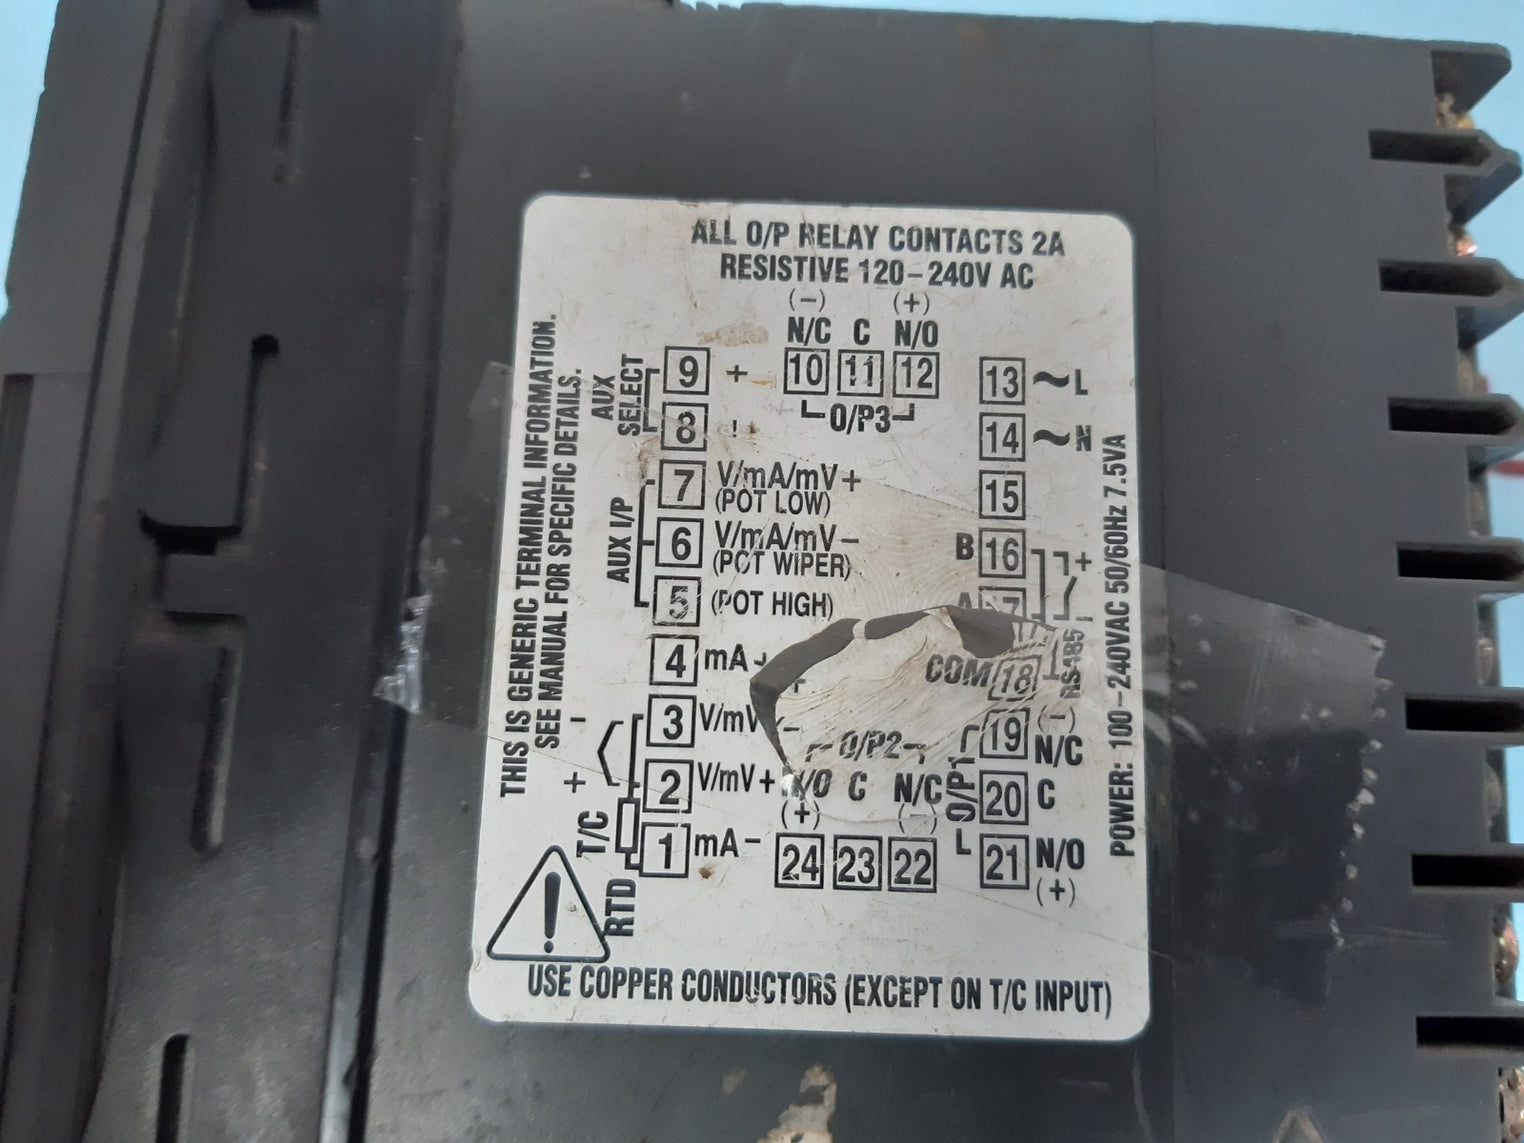 ALL O/P RELAY CONTACTS 2A
RESISTIVE 120-240V AC
(-) (+)
N/C C N/O
10 11 12
O/P3
THIS IS GENERIC TERMINAL INFORMATION.
SEE MANUAL FOR SPECIFIC DETAILS.
AUX
SELECT
9 +
8
AUX I/P
7 V/mA/mV+
(POT LOW)
6 V/mA/mV-
(POT WIPER)
5 (POT HIGH)
4 mA+
3 V/mV-
2 V/mV+
1 mA-
-
+
T/C
RTD
13 ~L
14 ~N
15
B 16 +
A 17 -
COM 18
RS485
19 (-)
N/C
20 C
21 N/O
(+)
O/P1
O/P2
N/O C N/C
(+) (-)
24 23 22
POWER: 100-240VAC 50/60Hz 7.5VA
!
USE COPPER CONDUCTORS (EXCEPT ON T/C INPUT)